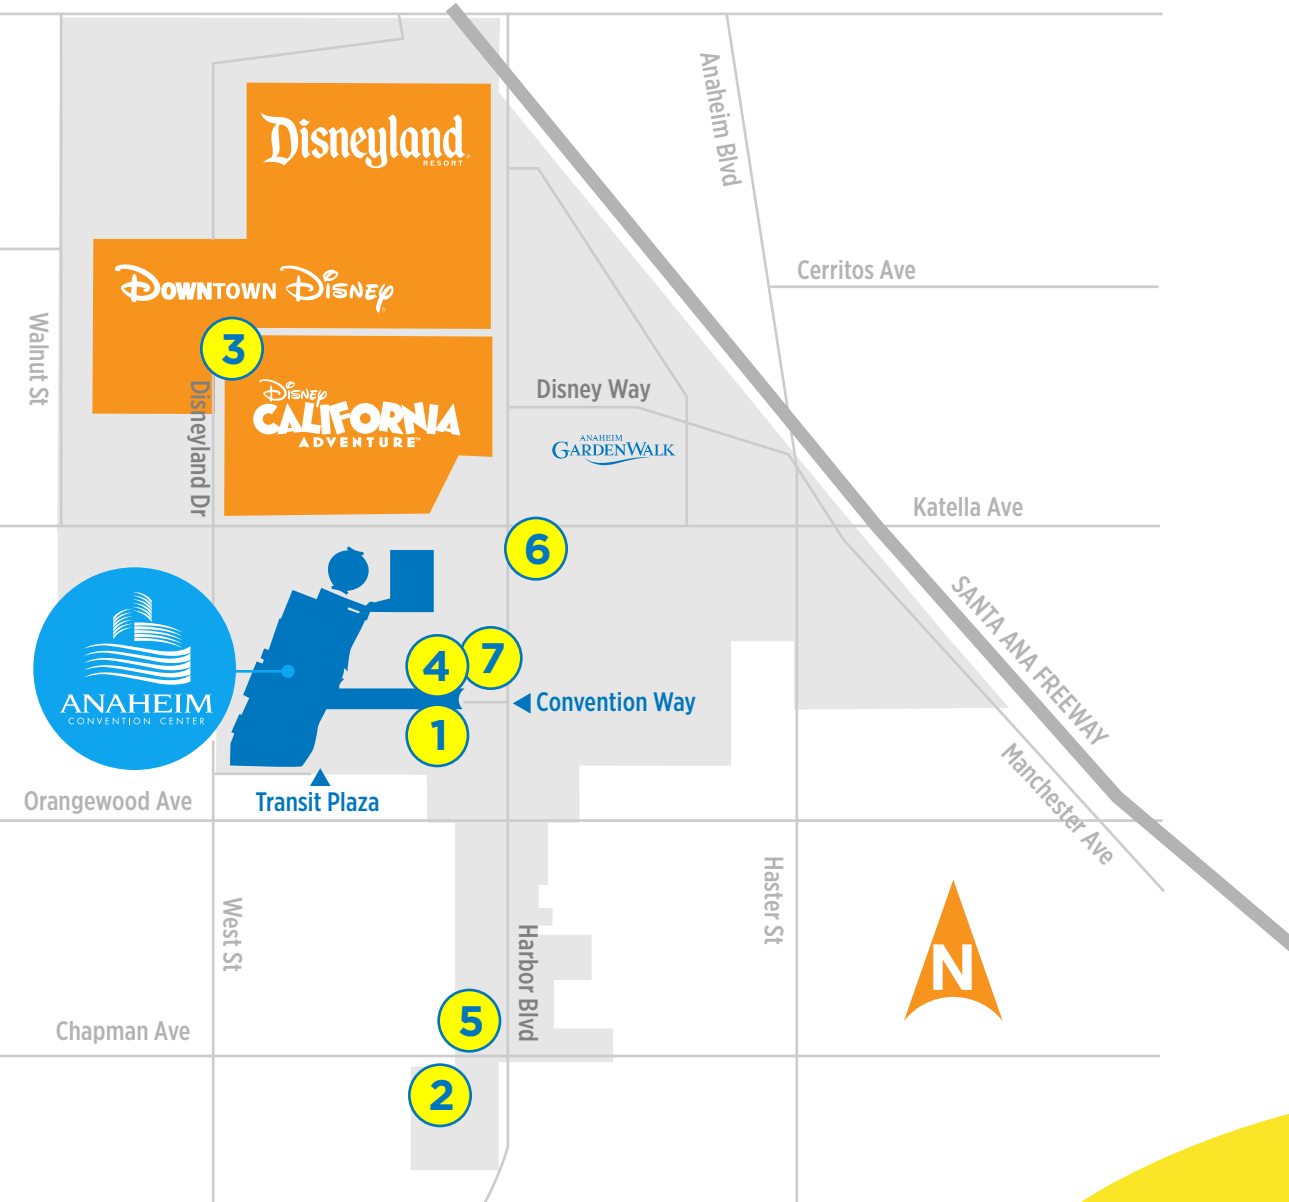 Anaheim Blvd
Disneyland
RESORT
Cerritos Ave
DOWNTOWN DISNEY
Walnut St
3
Disneyland Dr
DISNEY
CALIFORNIA
ADVENTURE™
Disney Way
ANAHEIM
GARDENWALK
Katella Ave
6
SANTA ANA FREEWAY
4
7
ANAHEIM
CONVENTION CENTER
Convention Way
1
Manchester Ave
Orangewood Ave
Transit Plaza
Haster St
West St
Harbor Blvd
N
5
Chapman Ave
2